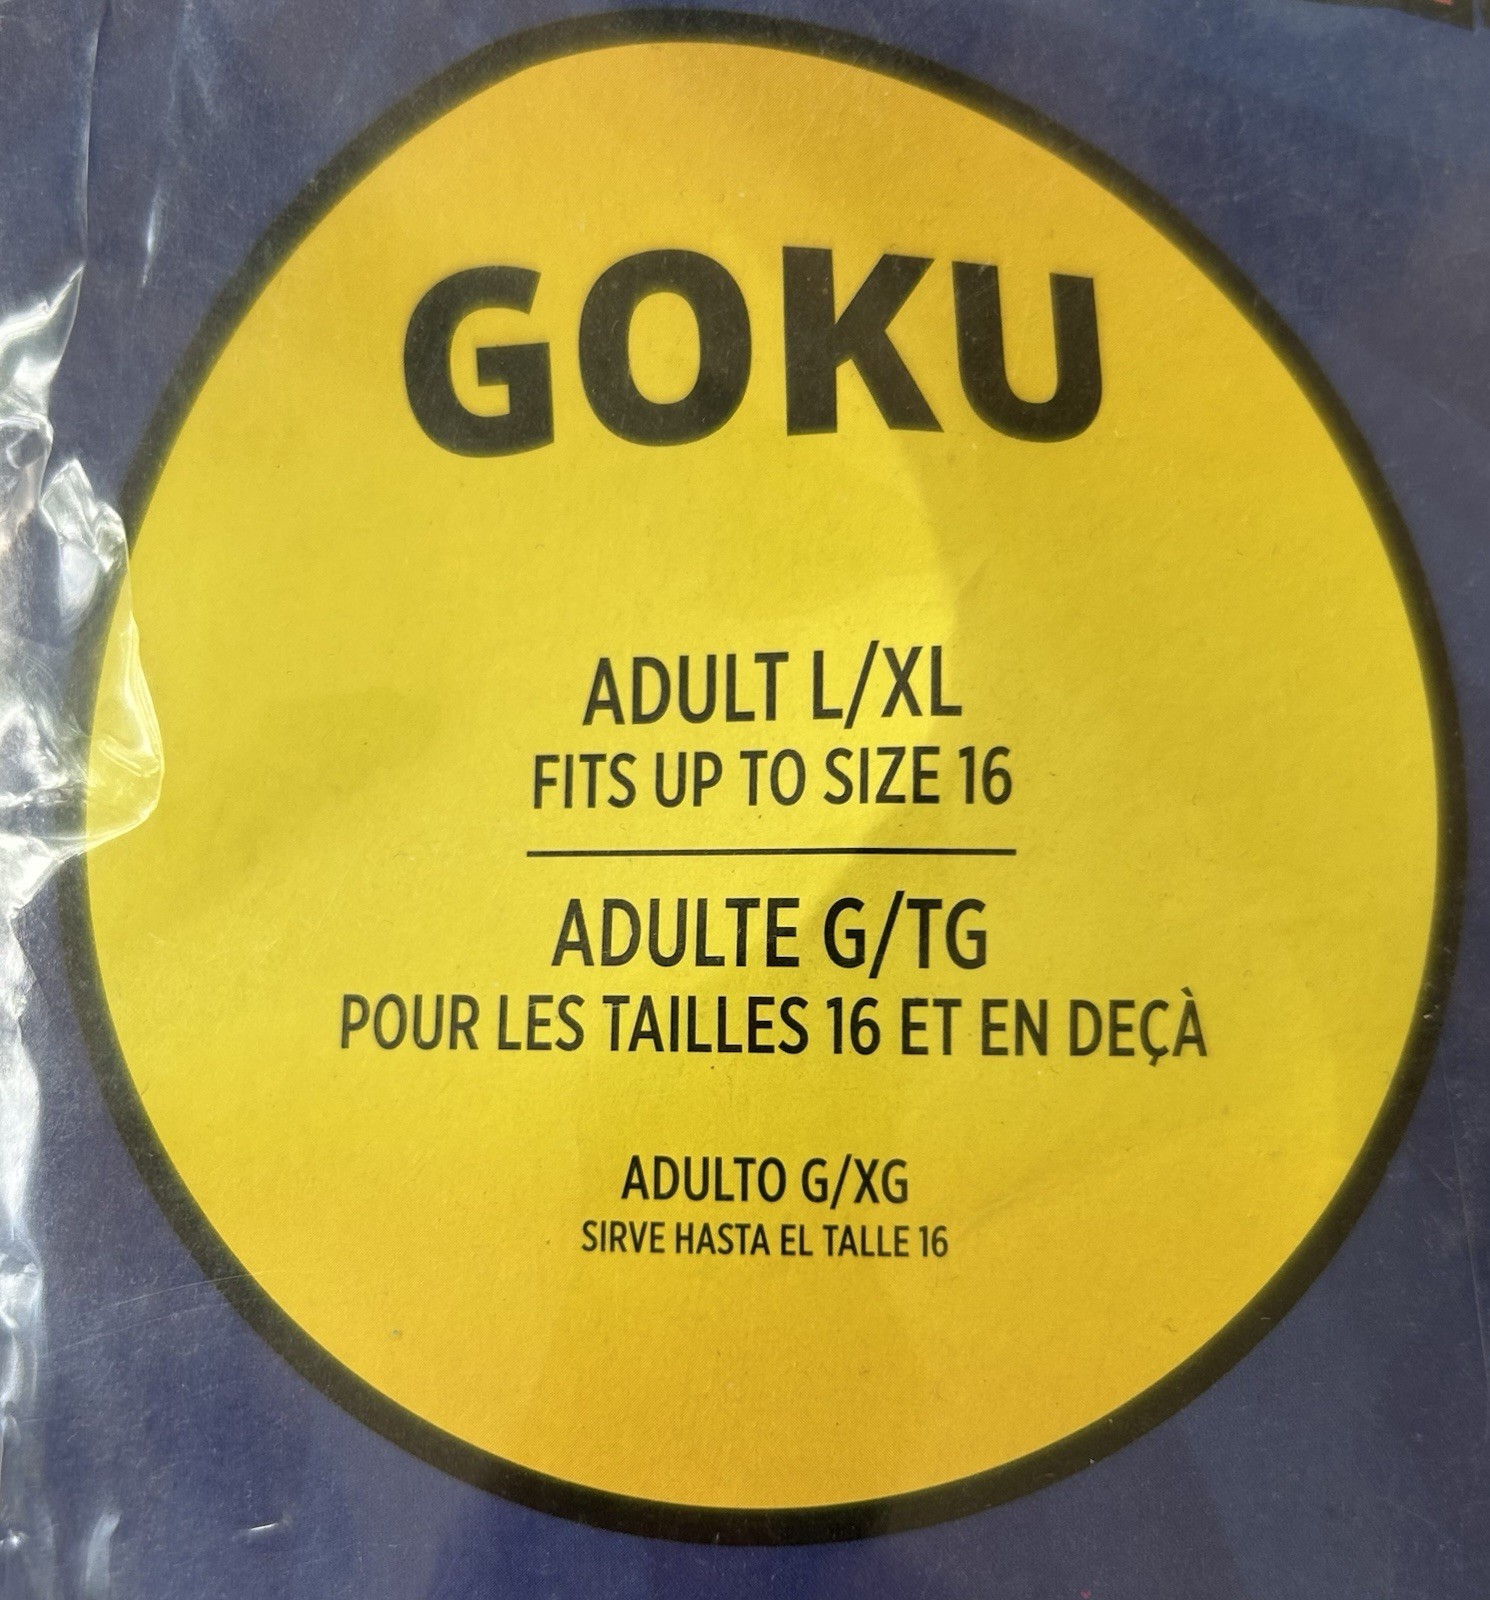 GOKU
ADULT L/XL
FITS UP TO SIZE 16
ADULTE G/TG
POUR LES TAILLES 16 ET EN DEÇÀ
ADULTO G/XG
SIRVE HASTA EL TALLE 16